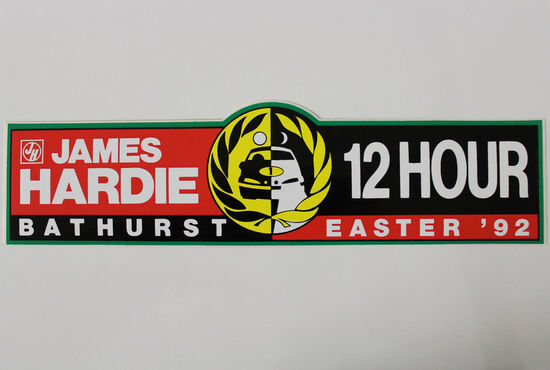 JH JAMES
HARDIE
BATHURST
12 HOUR
EASTER '92